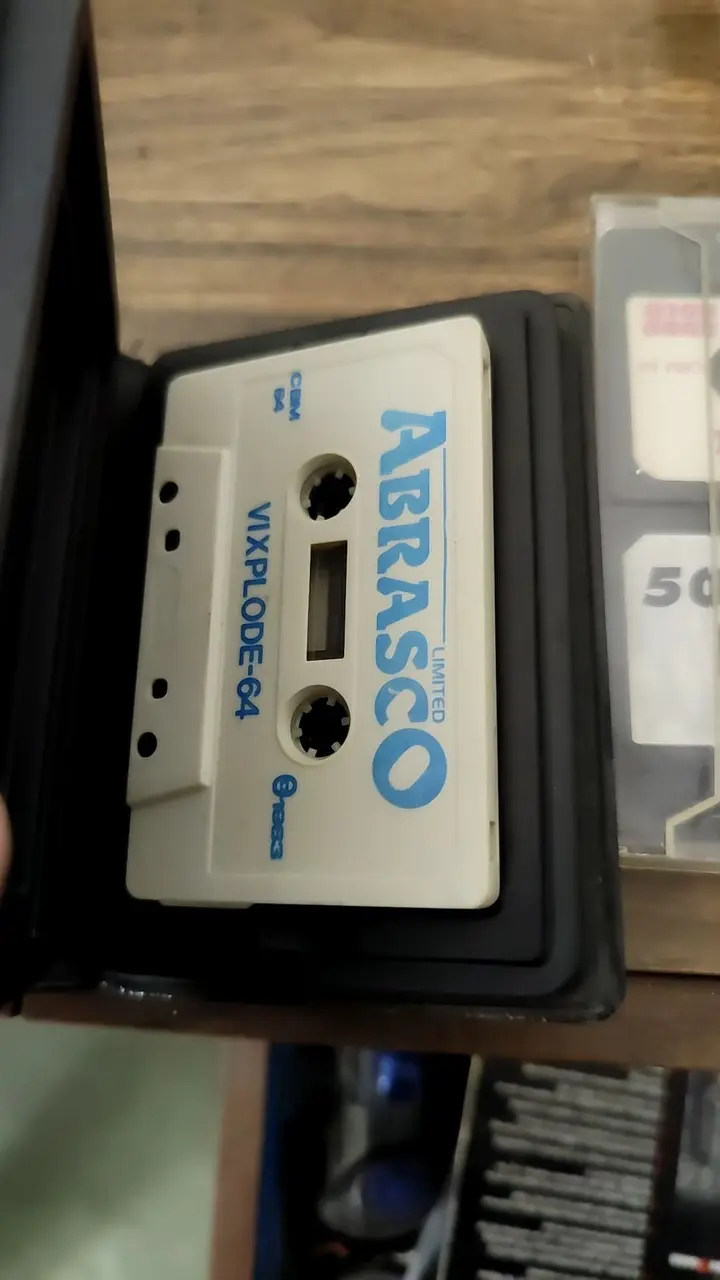 ABRASCO
LIMITED
CBM
64
VIXPLODE-64
℗1983
50